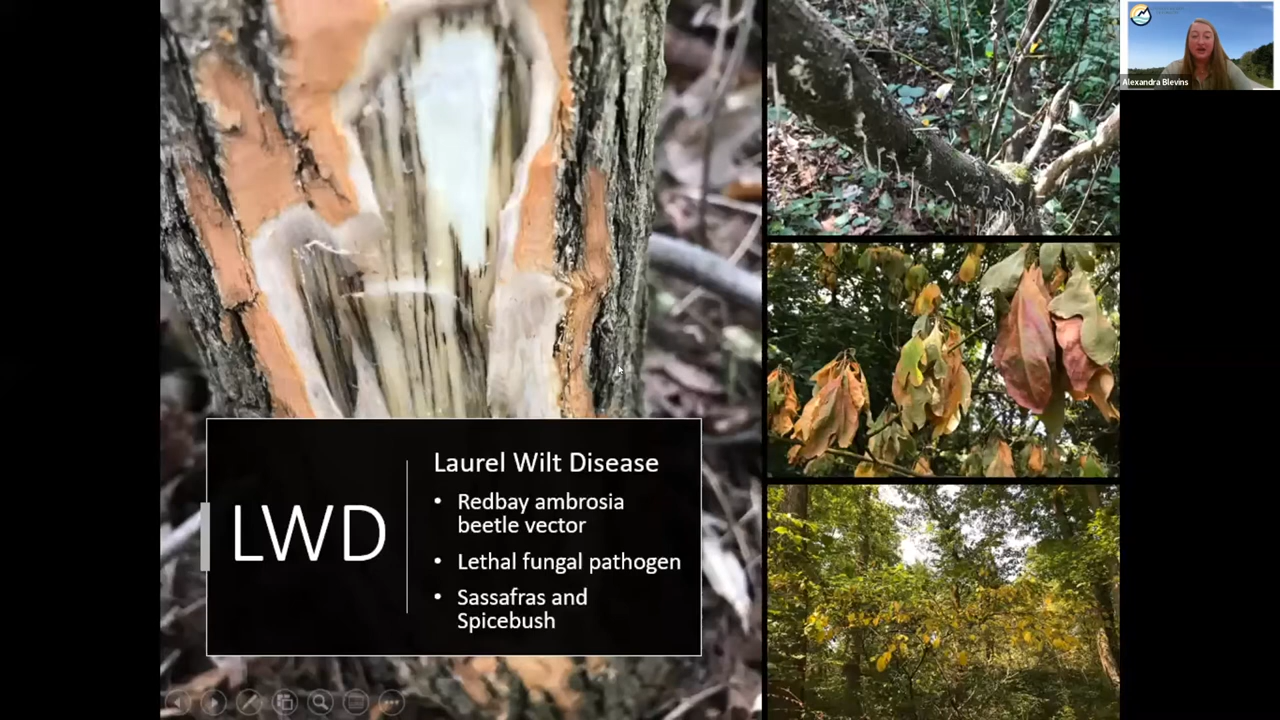 Alexandra Blevins
LWD
Laurel Wilt Disease
• Redbay ambrosia
beetle vector
• Lethal fungal pathogen
• Sassafras and
Spicebush